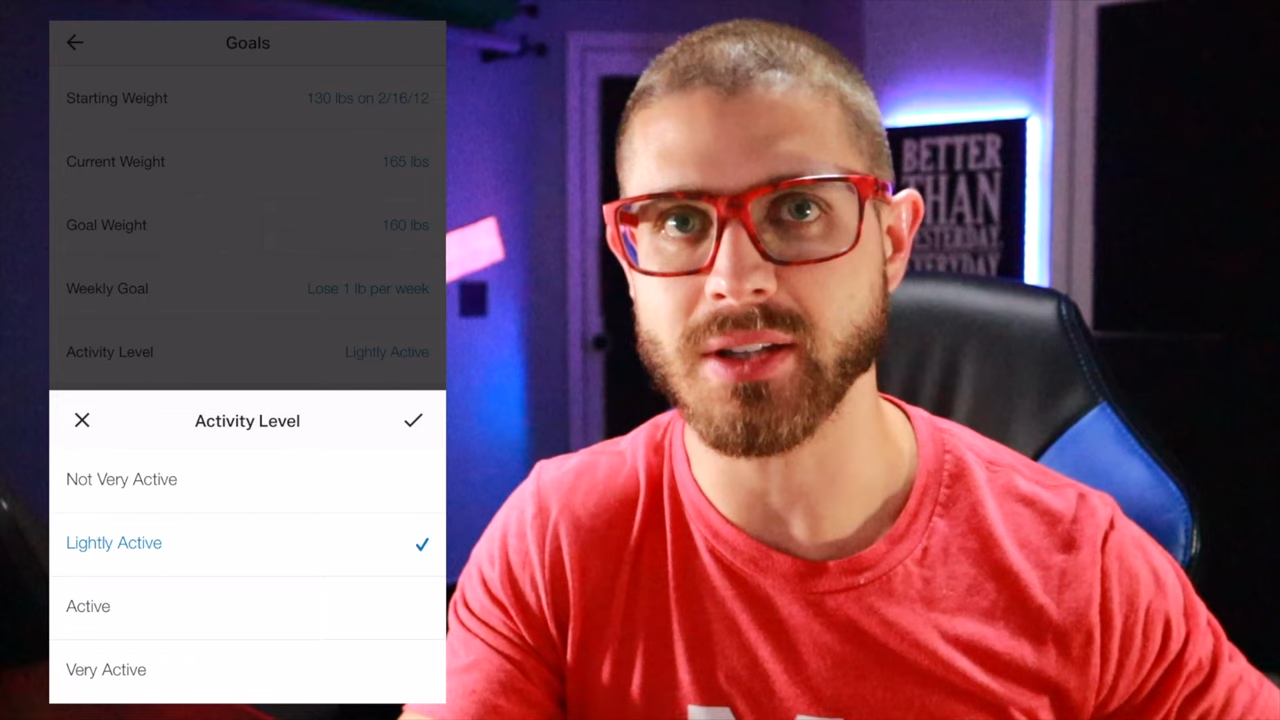 Goals
Starting Weight 130 lbs on 2/16/12
Current Weight 165 lbs
Goal Weight 160 lbs
Weekly Goal Lose 1 lb per week
Activity Level Lightly Active
Activity Level
Not Very Active
Lightly Active
Active
Very Active
BETTER
THAN
YESTERDAY.
EVERYDAY